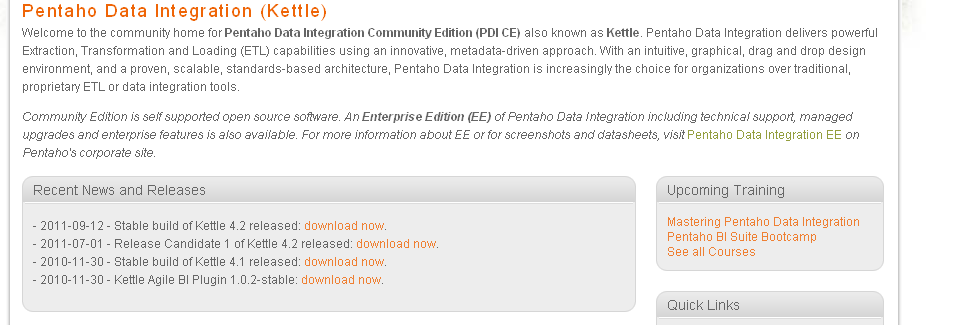 Pentaho Data Integration (Kettle)
Welcome to the community home for Pentaho Data Integration Community Edition (PDI CE) also known as Kettle. Pentaho Data Integration delivers powerful
Extraction, Transformation and Loading (ETL) capabilities using an innovative, metadata-driven approach. With an intuitive, graphical, drag and drop design
environment, and a proven, scalable, standards-based architecture, Pentaho Data Integration is increasingly the choice for organizations over traditional,
proprietary ETL or data integration tools.
Community Edition is self supported open source software. An Enterprise Edition (EE) of Pentaho Data Integration including technical support, managed
upgrades and enterprise features is also available. For more information about EE or for screenshots and datasheets, visit Pentaho Data Integration EE on
Pentaho's corporate site.
Recent News and Releases
- 2011-09-12 - Stable build of Kettle 4.2 released: download now.
- 2011-07-01 - Release Candidate 1 of Kettle 4.2 released: download now.
- 2010-11-30 - Stable build of Kettle 4.1 released: download now.
- 2010-11-30 - Kettle Agile BI Plugin 1.0.2-stable: download now.
Upcoming Training
Mastering Pentaho Data Integration
Pentaho BI Suite Bootcamp
See all Courses
Quick Links